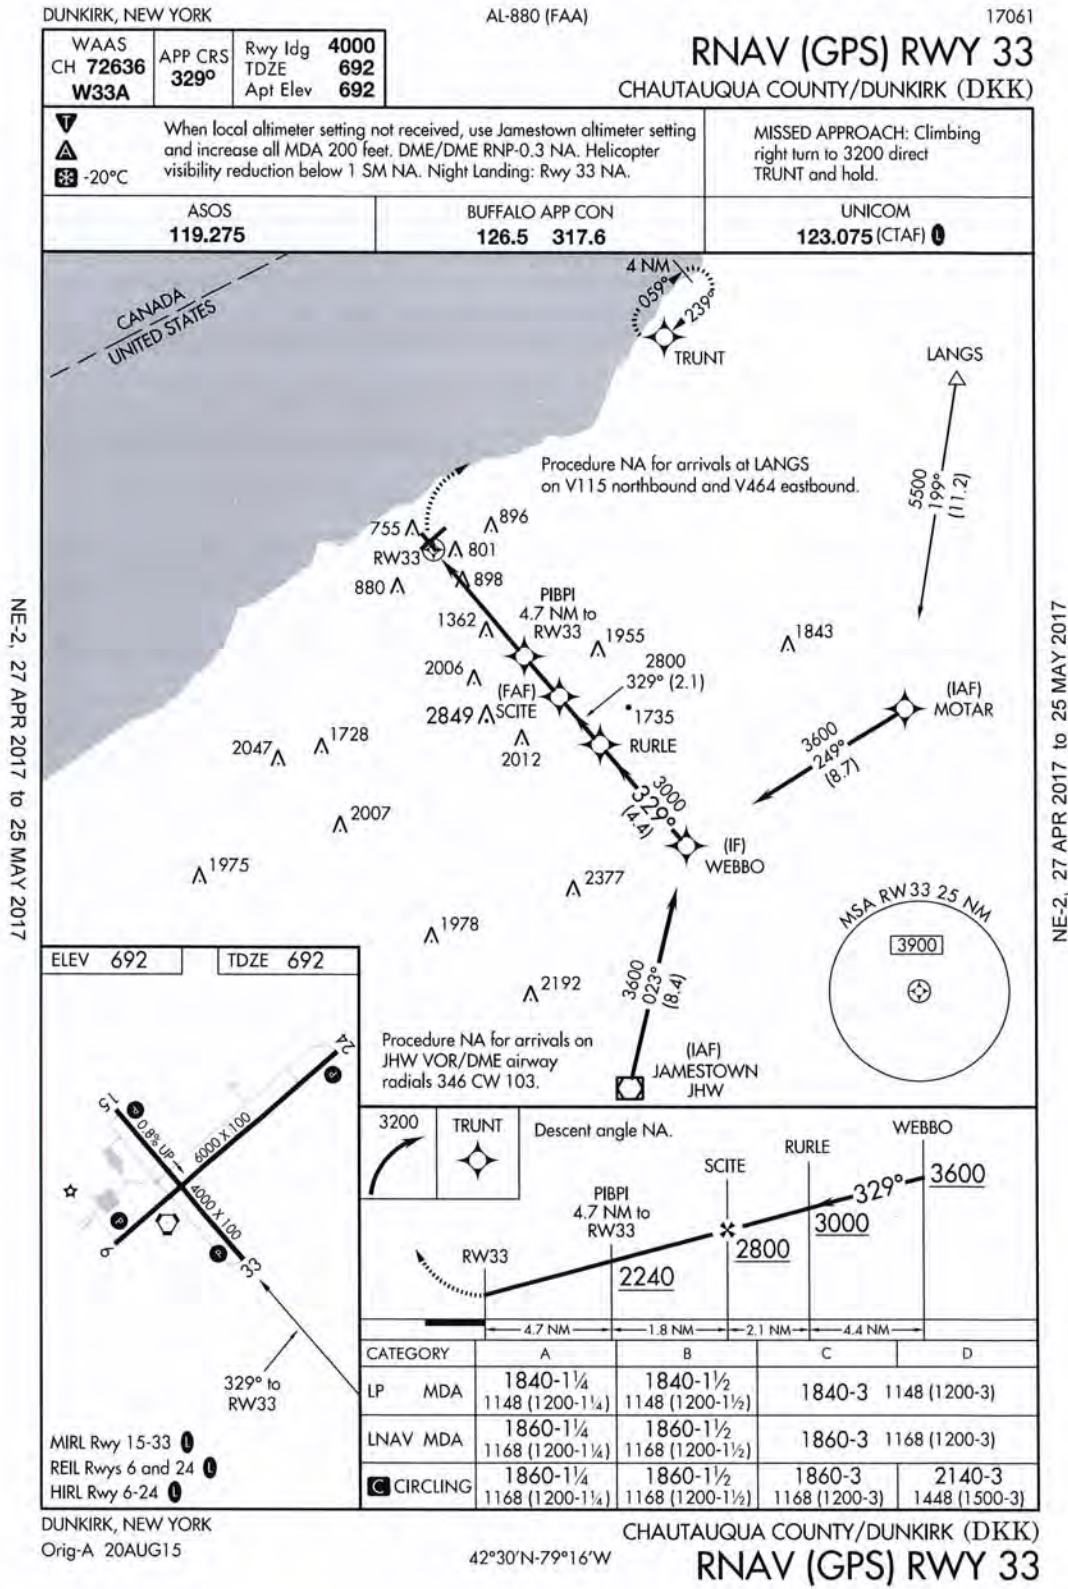 DUNKIRK, NEW YORK
AL-880 (FAA)
17061
WAAS
CH 72636
W33A
APP CRS
329°
Rwy ldg 4000
TDZE 692
Apt Elev 692
RNAV (GPS) RWY 33
CHAUTAUQUA COUNTY/DUNKIRK (DKK)
T
A
-20°C
When local altimeter setting not received, use Jamestown altimeter setting
and increase all MDA 200 feet. DME/DME RNP-0.3 NA. Helicopter
visibility reduction below 1 SM NA. Night Landing: Rwy 33 NA.
MISSED APPROACH: Climbing
right turn to 3200 direct
TRUNT and hold.
ASOS
119.275
BUFFALO APP CON
126.5 317.6
UNICOM
123.075 (CTAF) L
CANADA
UNITED STATES
4 NM
059°
239°
TRUNT
LANGS
5500
199°
(11.2)
Procedure NA for arrivals at LANGS
on V115 northbound and V464 eastbound.
755
896
RW33
801
880
898
PIBPI
4.7 NM to
RW33
1362
1955
1843
2006
2800
329° (2.1)
(FAF)
SCITE
2849
1735
(IAF)
MOTAR
2047
1728
2012
RURLE
3600
249°
(8.7)
3000
329°
(4.4)
2007
(IF)
WEBBO
1975
2377
1978
MSA RW33 25 NM
3900
2192
3600
023°
(8.4)
Procedure NA for arrivals on
JHW VOR/DME airway
radials 346 CW 103.
(IAF)
JAMESTOWN
JHW
NE-2, 27 APR 2017 to 25 MAY 2017
NE-2, 27 APR 2017 to 25 MAY 2017
ELEV 692
TDZE 692
24
15
P
P
0.8% UP
6000 X 100
4000 X 100
P
P
6
33
329° to
RW33
MIRL Rwy 15-33 L
REIL Rwys 6 and 24 L
HIRL Rwy 6-24 L
3200
TRUNT
Descent angle NA.
WEBBO
RURLE
SCITE
PIBPI
4.7 NM to
RW33
RW33
329°
3600
3000
2800
2240
4.7 NM
1.8 NM
2.1 NM
4.4 NM
CATEGORY A B C D
LP MDA 1840-1¼ 1840-1½ 1840-3 1148 (1200-3)
1148 (1200-1¼) 1148 (1200-1½)
LNAV MDA 1860-1¼ 1860-1½ 1860-3 1168 (1200-3)
1168 (1200-1¼) 1168 (1200-1½)
C CIRCLING 1860-1¼ 1860-1½ 1860-3 2140-3
1168 (1200-1¼) 1168 (1200-1½) 1168 (1200-3) 1448 (1500-3)
DUNKIRK, NEW YORK
Orig-A 20AUG15
42°30'N-79°16'W
CHAUTAUQUA COUNTY/DUNKIRK (DKK)
RNAV (GPS) RWY 33